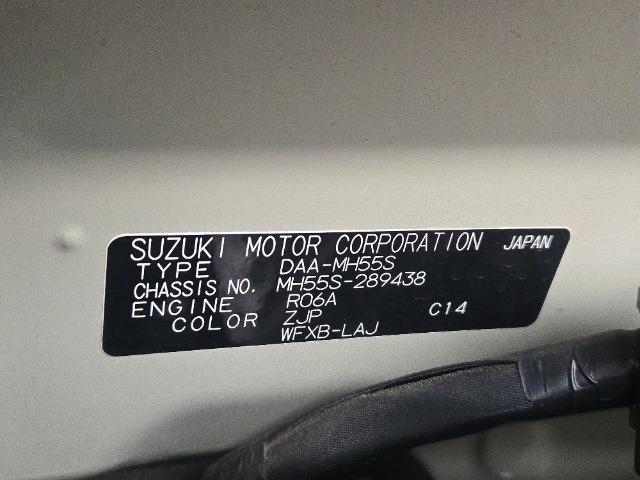 SUZUKI MOTOR CORPORATION JAPAN
TYPE DAA-MH55S
CHASSIS NO. MH55S-289438
ENGINE R06A
COLOR ZJP C14
WFXB-LAJ